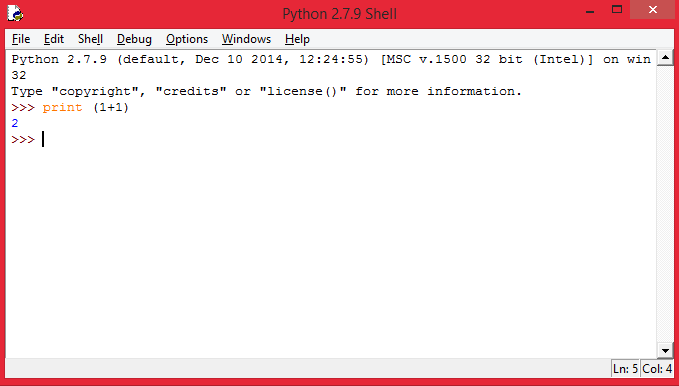 Python 2.7.9 Shell
File Edit Shell Debug Options Windows Help
Python 2.7.9 (default, Dec 10 2014, 12:24:55) [MSC v.1500 32 bit (Intel)] on win
32
Type "copyright", "credits" or "license()" for more information.
>>> print (1+1)
2
>>>
Ln: 5 Col: 4